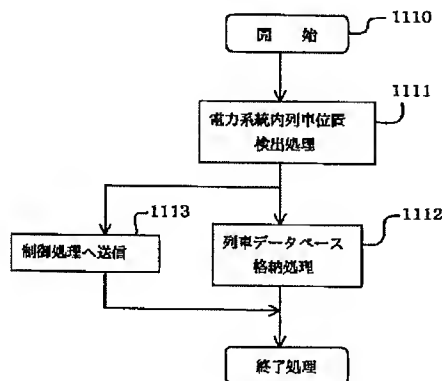 開 始
1110
1111
電力系統内列車位置
検出処理
1113
1112
制御処理へ送信
列車データベース
格納処理
終了処理